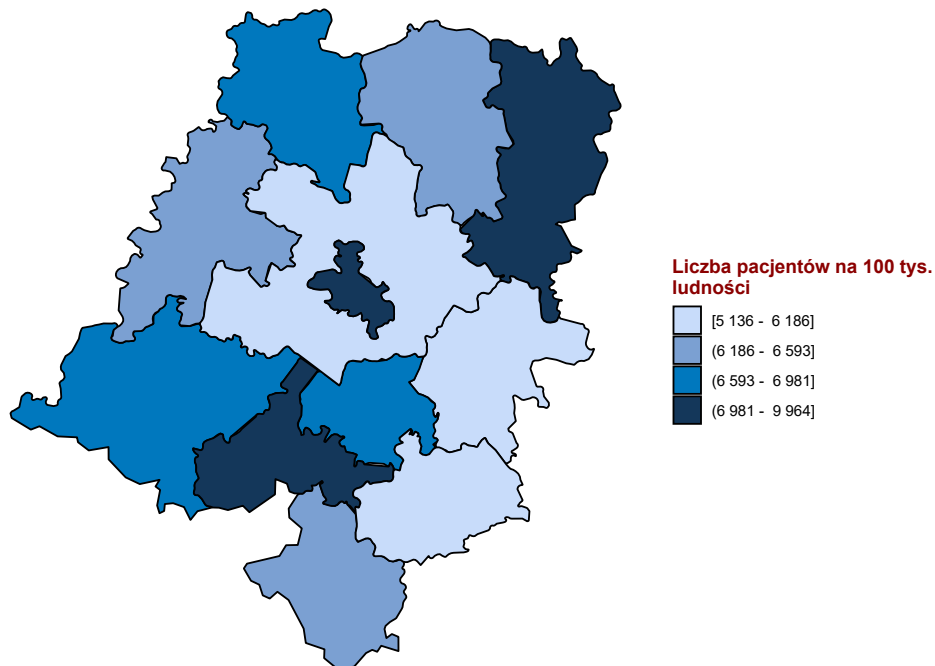 Liczba pacjentów na 100 tys.
ludności
[5 136 - 6 186]
(6 186 - 6 593]
(6 593 - 6 981]
(6 981 - 9 964]